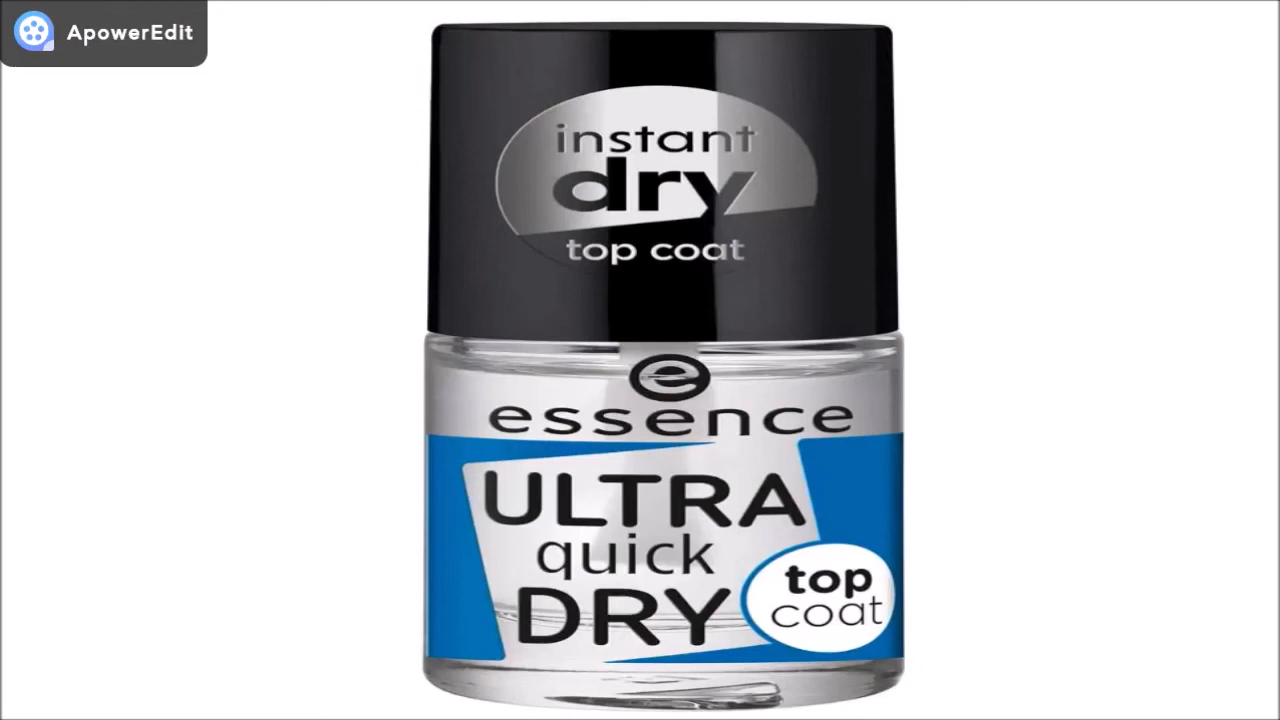 ApowerEdit
instant
dry
top coat
essence
ULTRA
quick
DRY
top
coat